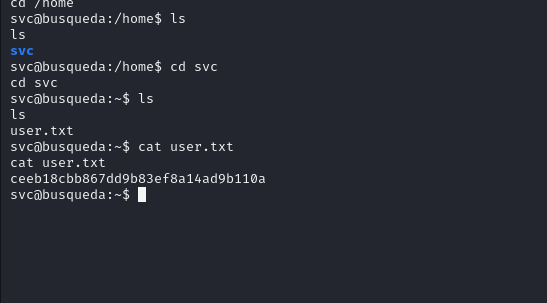 cd /home
svc@busqueda:/home$ ls
ls
svc
svc@busqueda:/home$ cd svc
cd svc
svc@busqueda:~$ ls
ls
user.txt
svc@busqueda:~$ cat user.txt
cat user.txt
ceeb18cbb867dd9b83ef8a14ad9b110a
svc@busqueda:~$